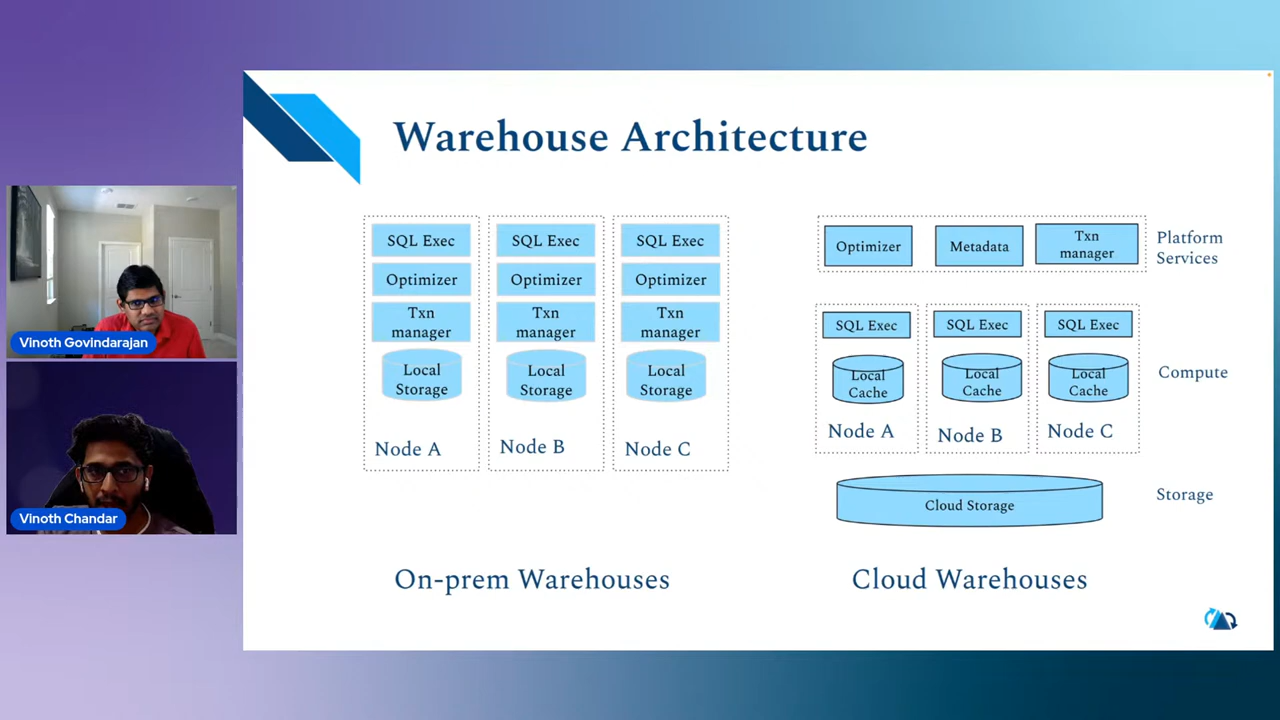 Warehouse Architecture
SQL Exec
Optimizer
Txn
manager
Local
Storage
Node A
SQL Exec
Optimizer
Txn
manager
Local
Storage
Node B
SQL Exec
Optimizer
Txn
manager
Local
Storage
Node C
On-prem Warehouses
Optimizer
Metadata
Txn
manager
Platform
Services
SQL Exec
Local
Cache
Node A
SQL Exec
Local
Cache
Node B
SQL Exec
Local
Cache
Node C
Compute
Cloud Storage
Storage
Cloud Warehouses
Vinoth Govindarajan
Vinoth Chandar